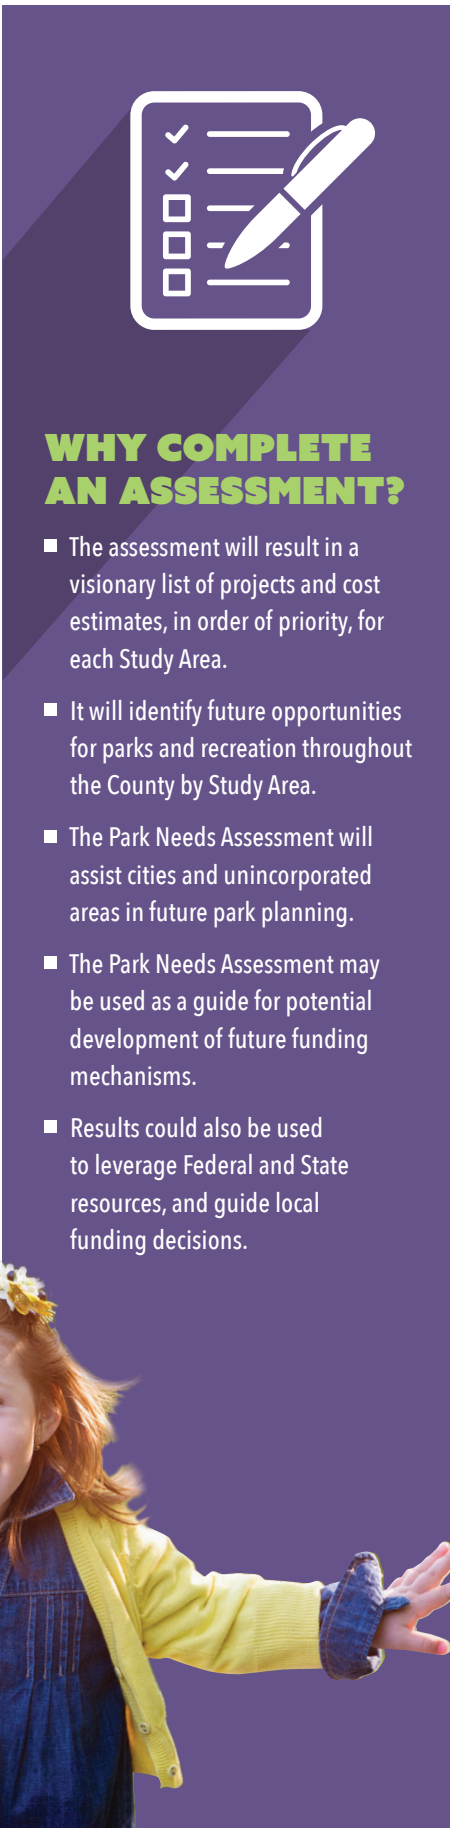 WHY COMPLETE
AN ASSESSMENT?
The assessment will result in a
visionary list of projects and cost
estimates, in order of priority, for
each Study Area.
It will identify future opportunities
for parks and recreation throughout
the County by Study Area.
The Park Needs Assessment will
assist cities and unincorporated
areas in future park planning.
The Park Needs Assessment may
be used as a guide for potential
development of future funding
mechanisms.
Results could also be used
to leverage Federal and State
resources, and guide local
funding decisions.